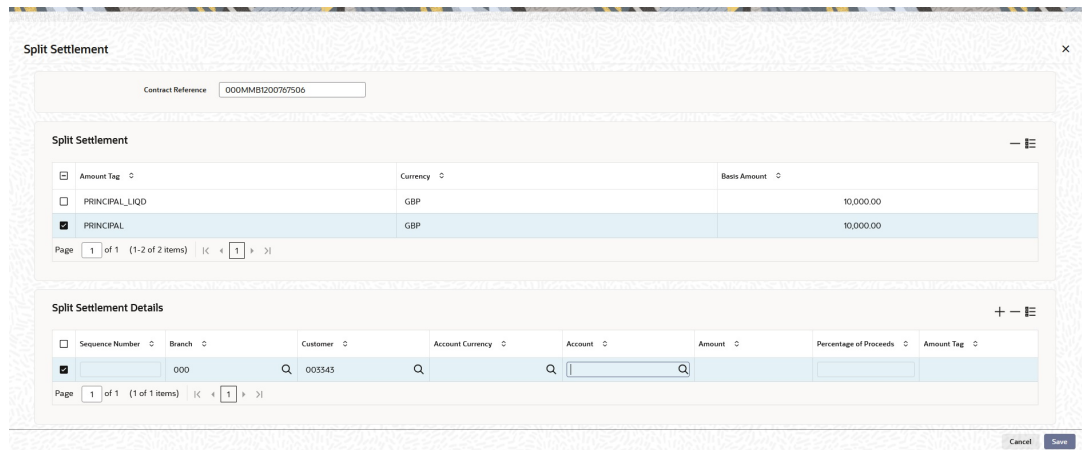 Split Settlement
Contract Reference 000MMB1200767506
Split Settlement
Amount Tag Currency Basis Amount
PRINCIPAL_LIQD GBP 10,000.00
PRINCIPAL GBP 10,000.00
Page 1 of 1 (1-2 of 2 items) 1
Split Settlement Details
Sequence Number Branch Customer Account Currency Account Amount Percentage of Proceeds Amount Tag
000 003343
Page 1 of 1 (1 of 1 items) 1
Cancel Save